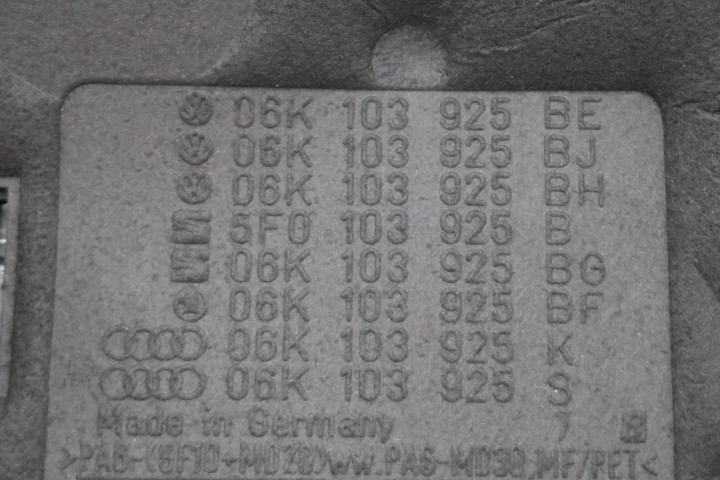 06K 103 925 BE
06K 103 925 BJ
06K 103 925 BH
5F0 103 925 B
06K 103 925 BG
06K 103 925 BF
06K 103 925 K
06K 103 925 S
Made in Germany 7
>PA6-(GF10+MD20)ww.PA6-MD30,MF/PET<